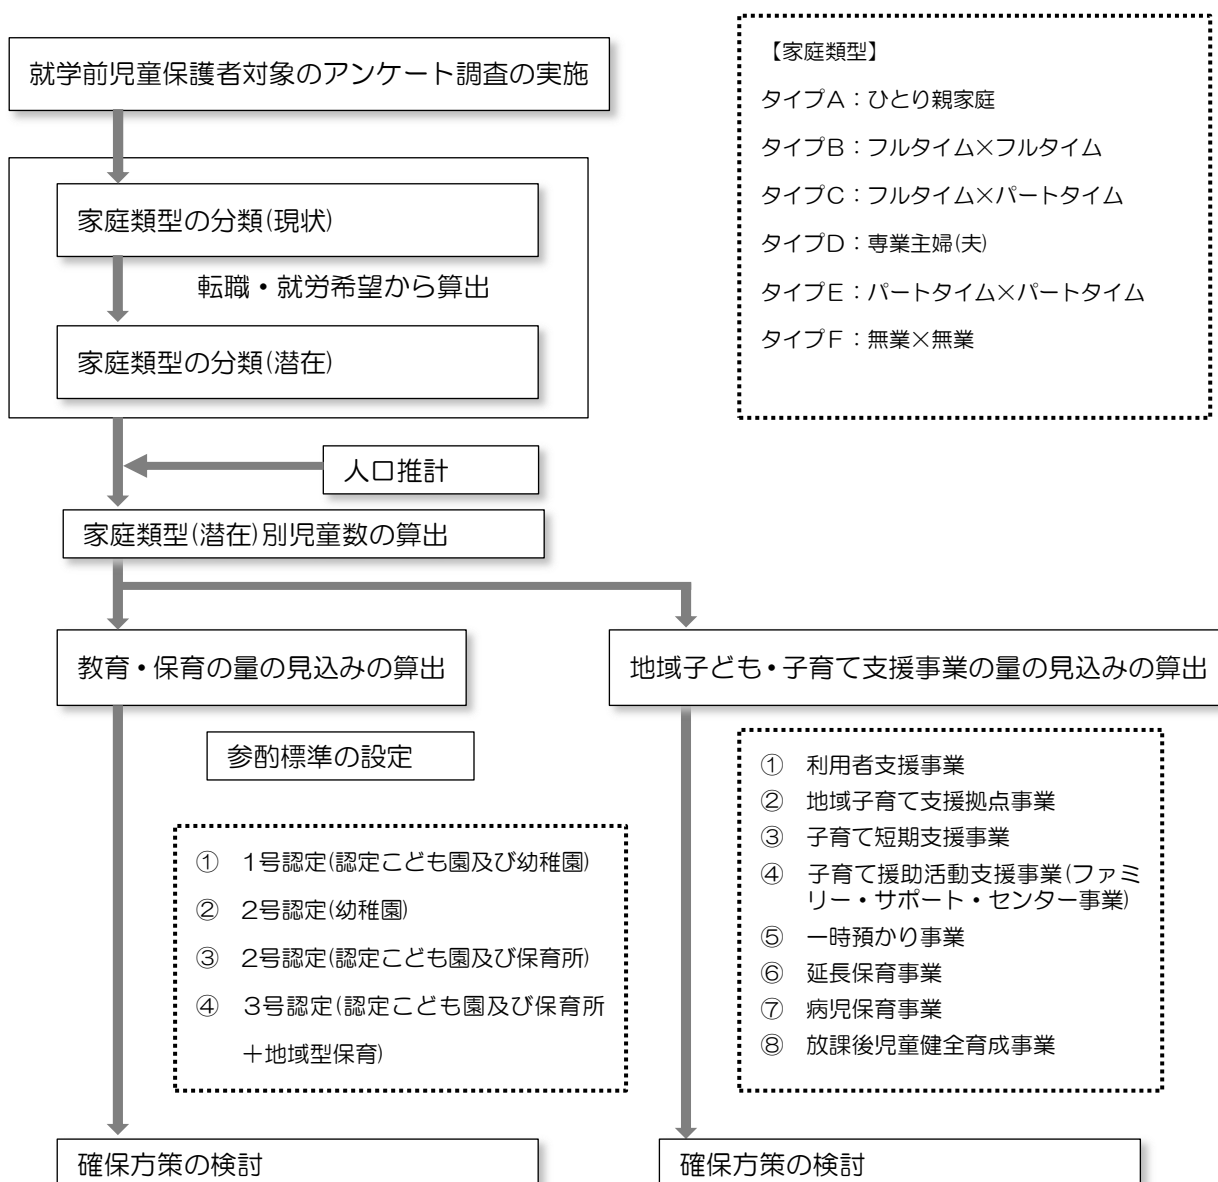 就学前児童保護者対象のアンケート調査の実施
家庭類型の分類(現状)
転職・就労希望から算出
家庭類型の分類(潜在)
人口推計
家庭類型(潜在)別児童数の算出
【家庭類型】
タイプA:ひとり親家庭
タイプB:フルタイム×フルタイム
タイプC:フルタイム×パートタイム
タイプD:専業主婦(夫)
タイプE:パートタイム×パートタイム
タイプF:無業×無業
教育・保育の量の見込みの算出
参酌標準の設定
① 1号認定(認定こども園及び幼稚園)
② 2号認定(幼稚園)
③ 2号認定(認定こども園及び保育所)
④ 3号認定(認定こども園及び保育所
+地域型保育)
確保方策の検討
地域子ども・子育て支援事業の量の見込みの算出
① 利用者支援事業
② 地域子育て支援拠点事業
③ 子育て短期支援事業
④ 子育て援助活動支援事業(ファミ
リー・サポート・センター事業)
⑤ 一時預かり事業
⑥ 延長保育事業
⑦ 病児保育事業
⑧ 放課後児童健全育成事業
確保方策の検討